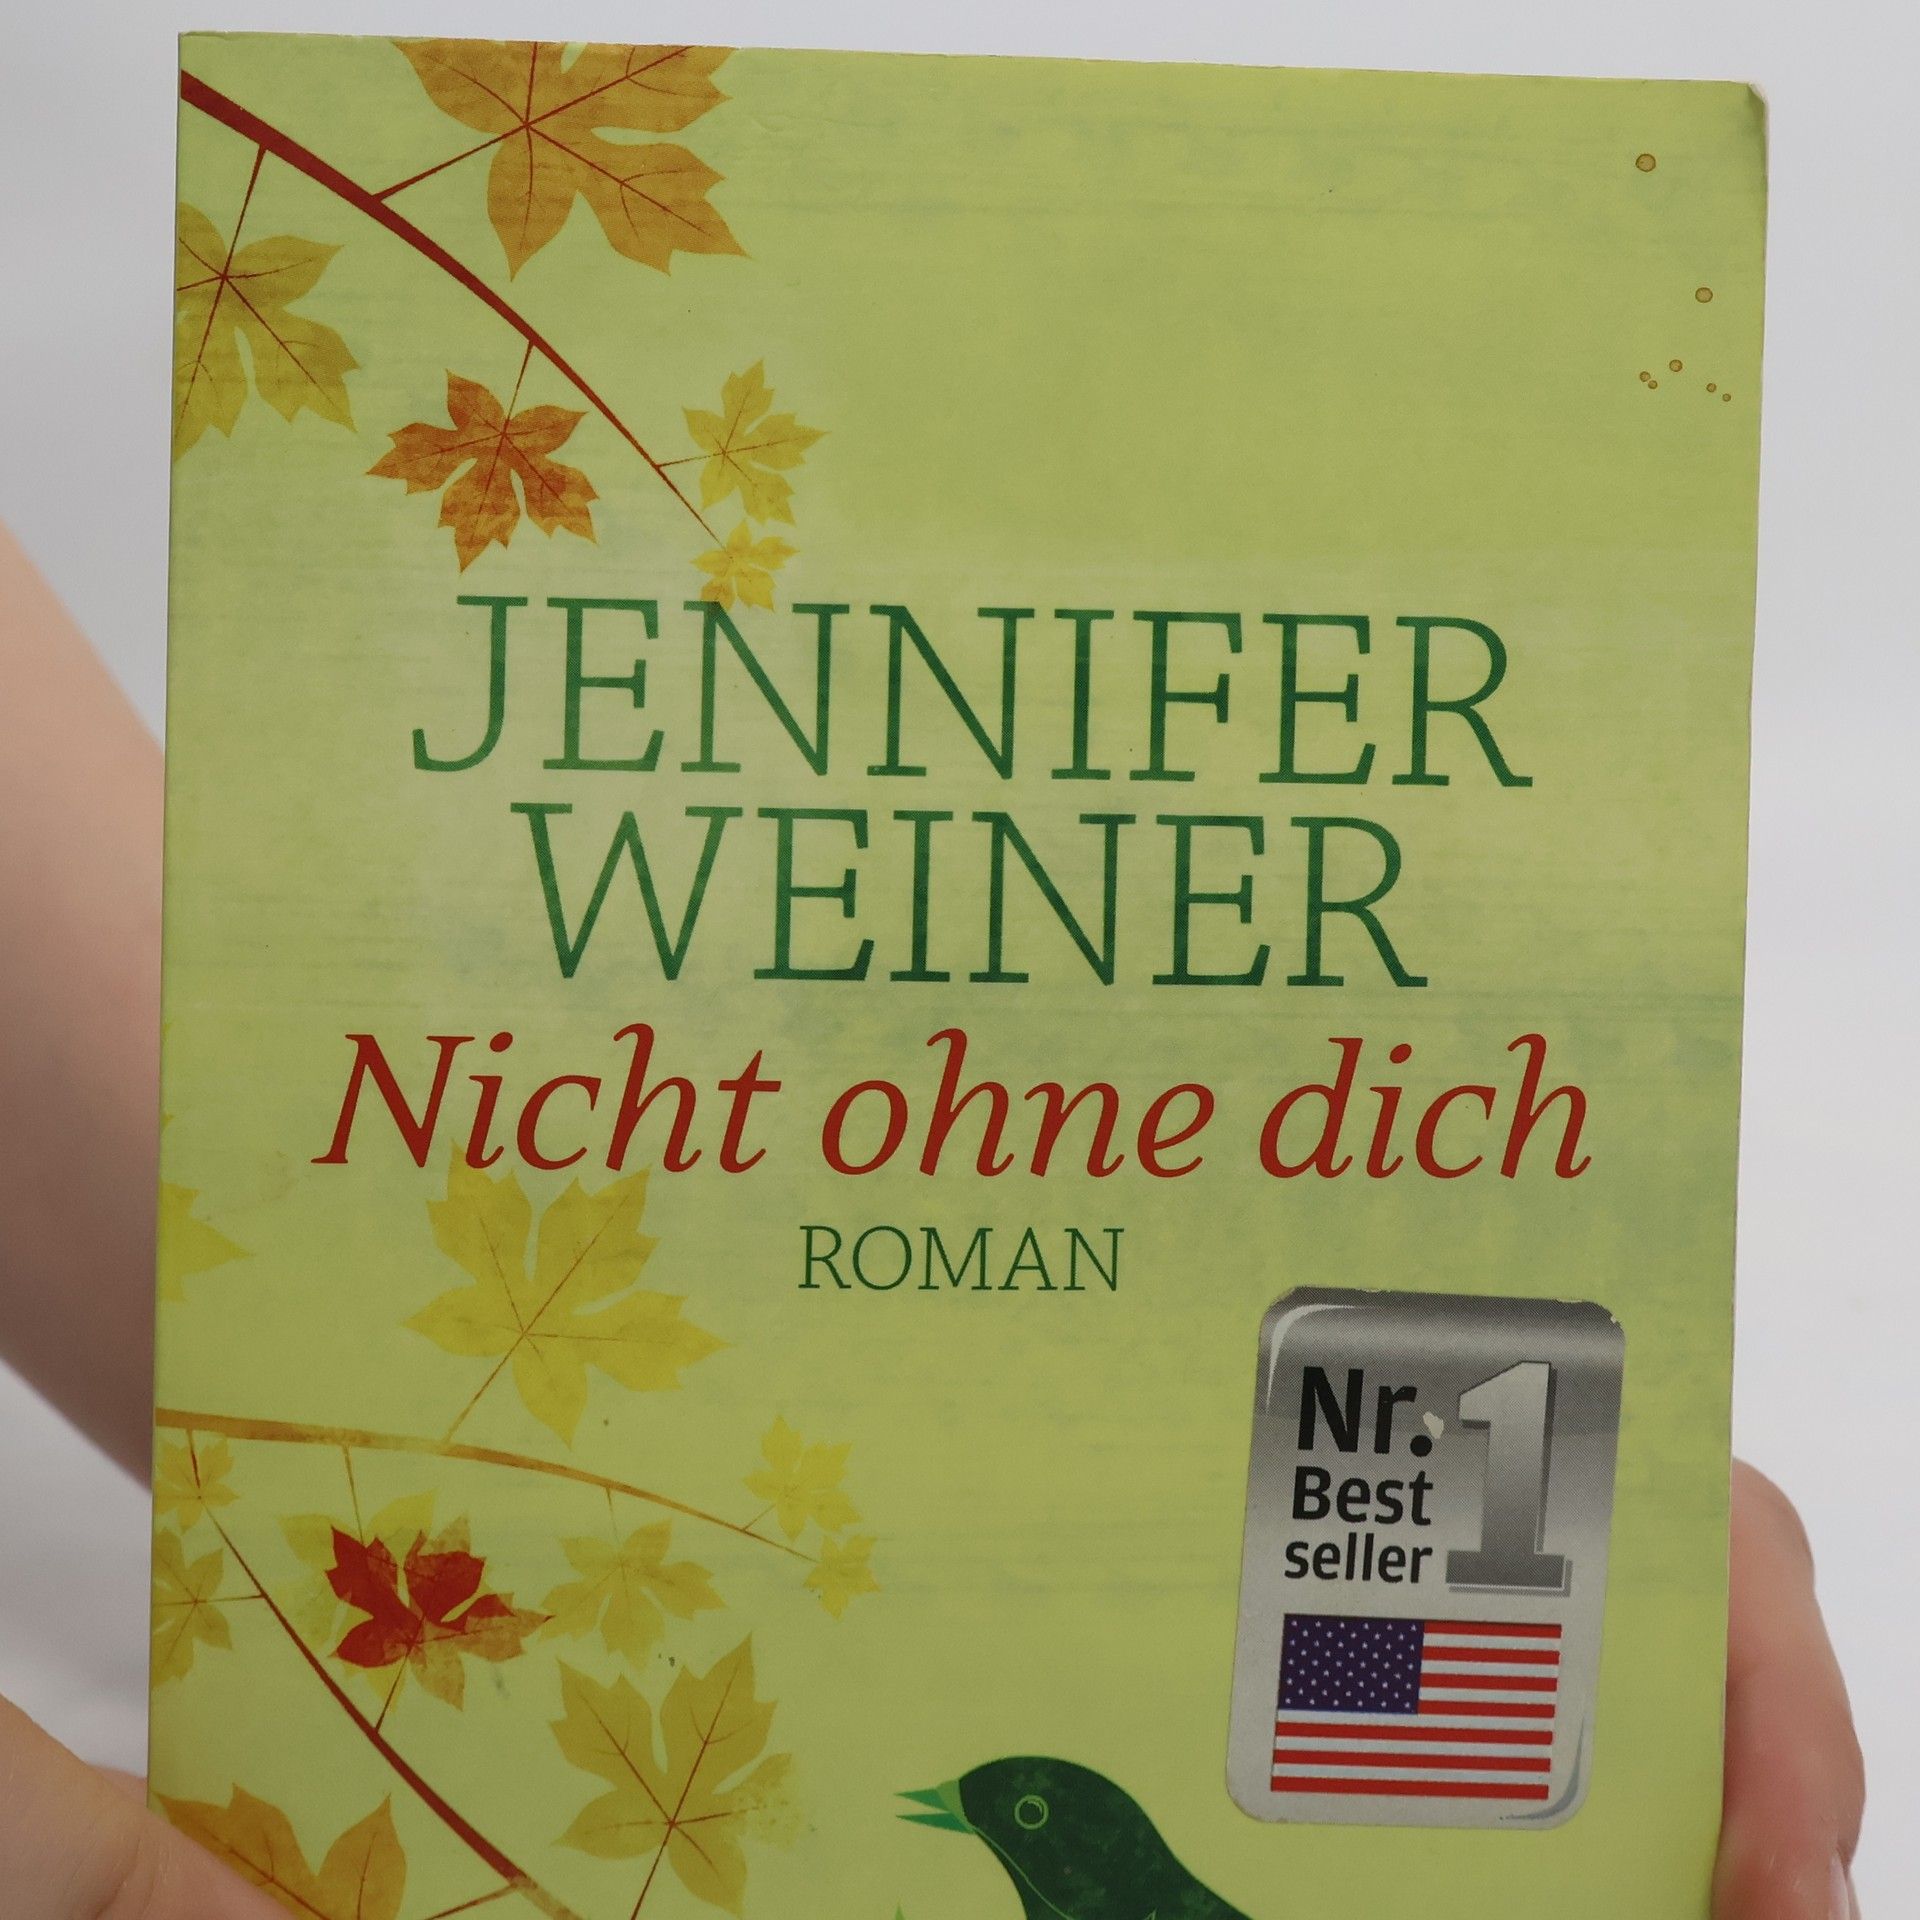 JENNIFER
WEINER
Nicht ohne dich
ROMAN
Nr. 1
Best
seller